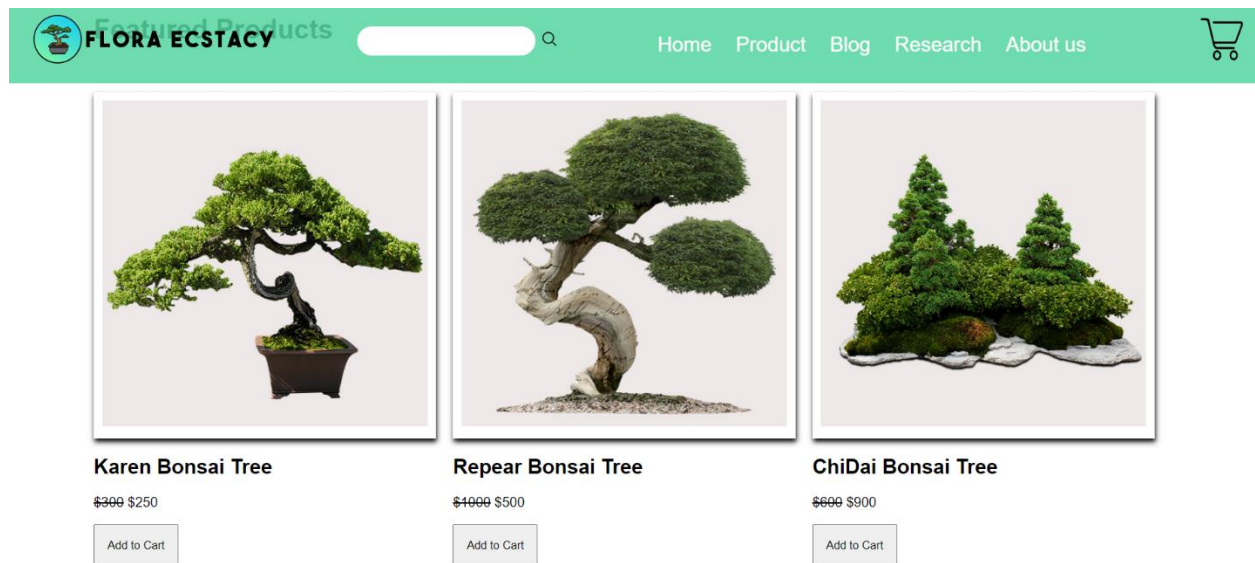 Featured Products
FLORA ECSTACY
Home Product Blog Research About us
Karen Bonsai Tree Repear Bonsai Tree ChiDai Bonsai Tree
$300 $250 $1000 $500 $600 $900
Add to Cart Add to Cart Add to Cart